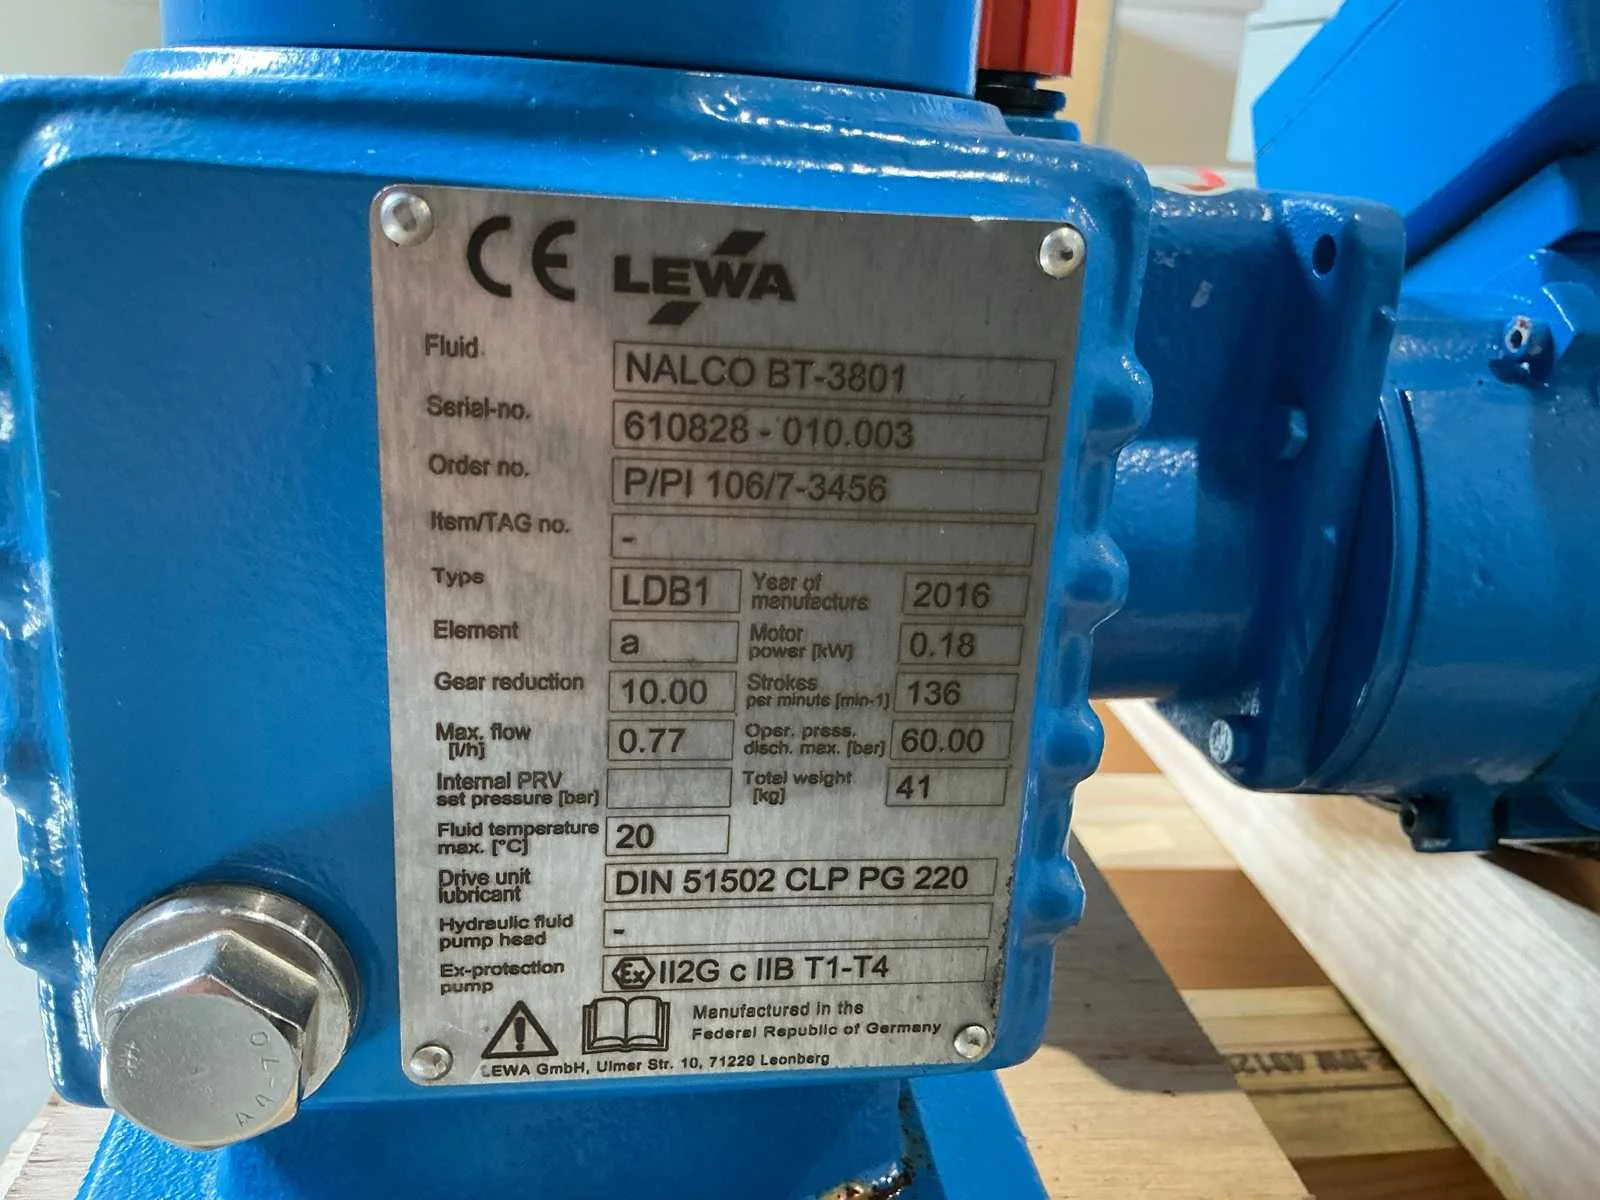 CE LEWA
Fluid NALCO BT-3801
Serial-no. 610828 - 010.003
Order no. P/PI 106/7-3456
Item/TAG no. -
Type LDB1 Year of manufacture 2016
Element a Motor power [kW] 0.18
Gear reduction 10.00 Strokes per minute [min-1] 136
Max. flow [l/h] 0.77 Oper. press. disch. max. [bar] 60.00
Internal PRV set pressure [bar] Total weight [kg] 41
Fluid temperature max. [°C] 20
Drive unit lubricant DIN 51502 CLP PG 220
Hydraulic fluid pump head -
Ex-protection pump Ex II2G c IIB T1-T4
Manufactured in the
Federal Republic of Germany
LEWA GmbH, Ulmer Str. 10, 71229 Leonberg